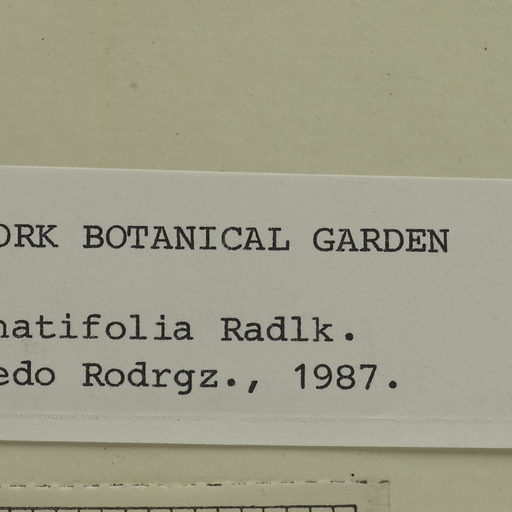 ORK BOTANICAL GARDEN
natifolia Radlk.
edo Rodrgz., 1987.